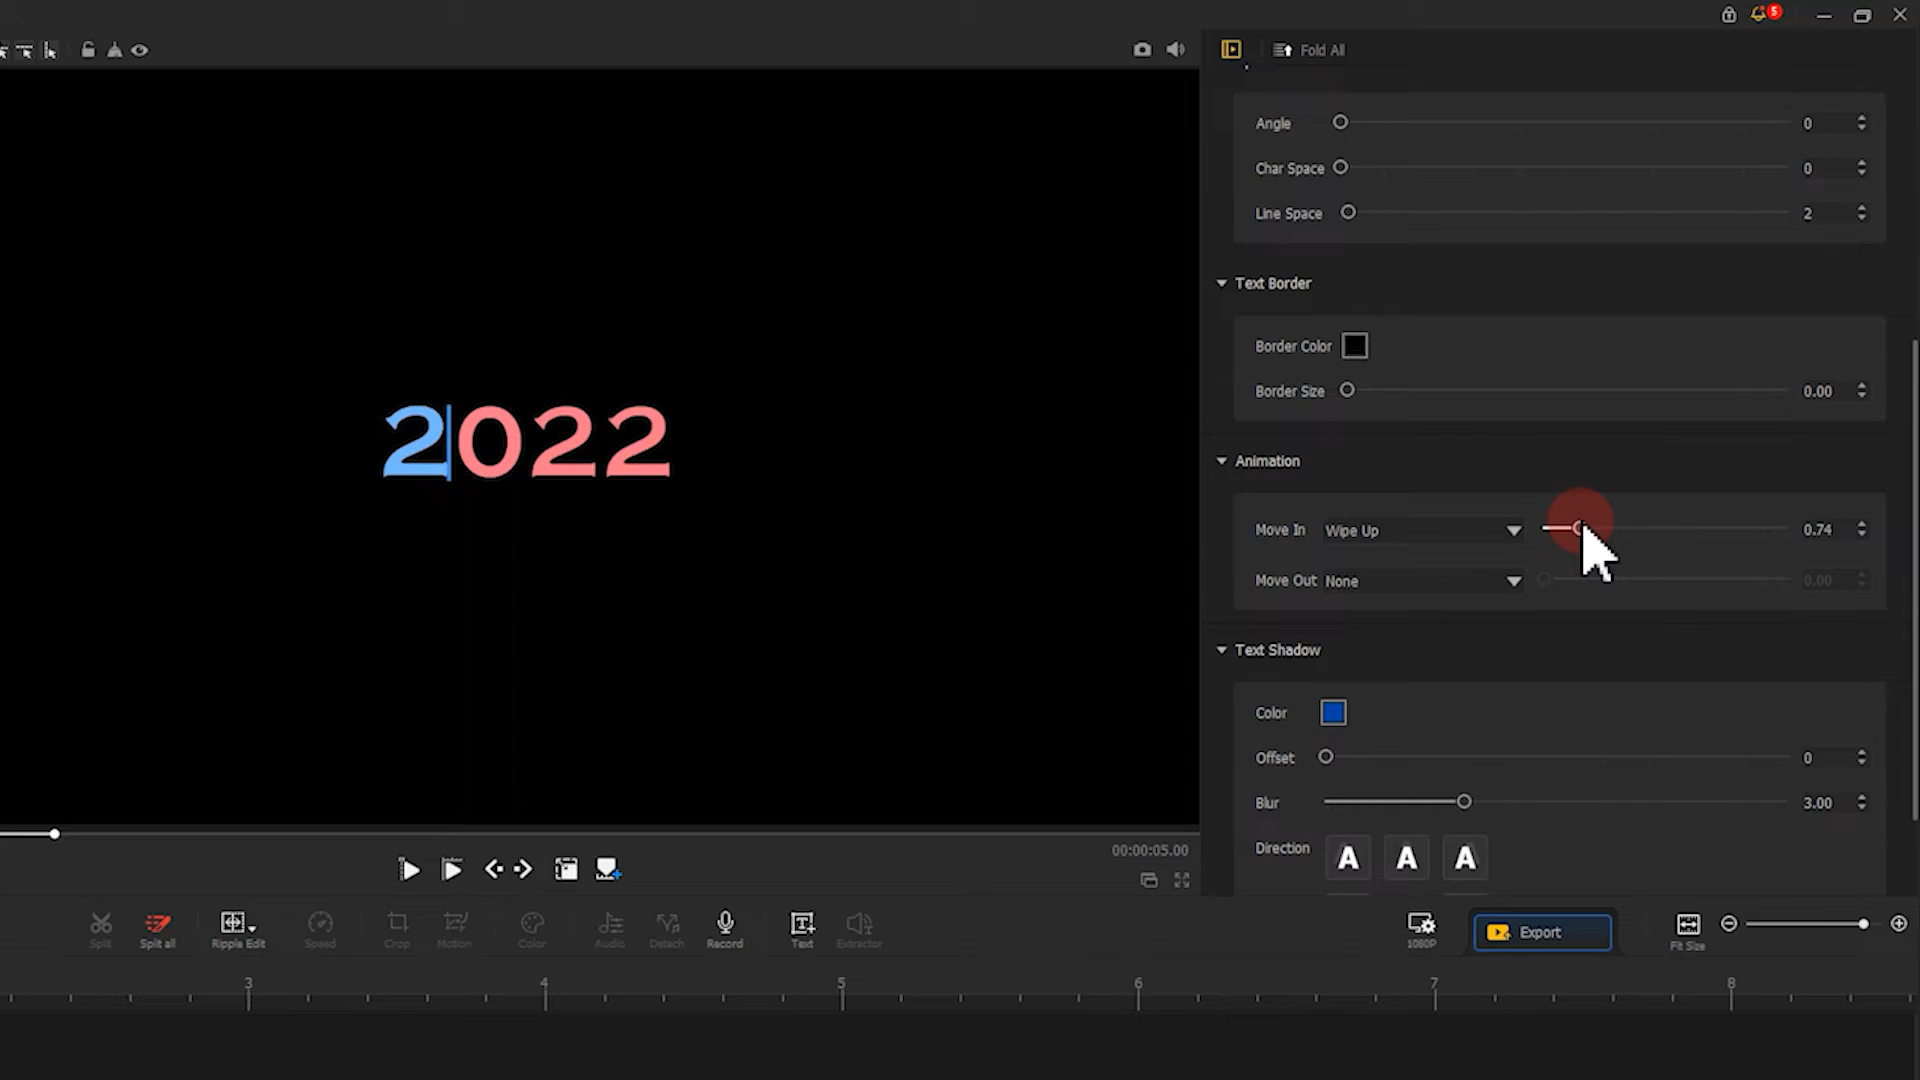 5
Fold All
Angle 0
Char Space 0
Line Space 2
Text Border
Border Color
Border Size 0.00
2022
Animation
Move In Wipe Up 0.74
Move Out None 0.00
Text Shadow
Color
Offset 0
Blur 3.00
Direction A A A
00:00:05.00
Split Split all Ripple Edit Speed Crop Motion Color Audio Detach Record Text Extractor 1080P Export Fit Size
3 4 5 6 7 8